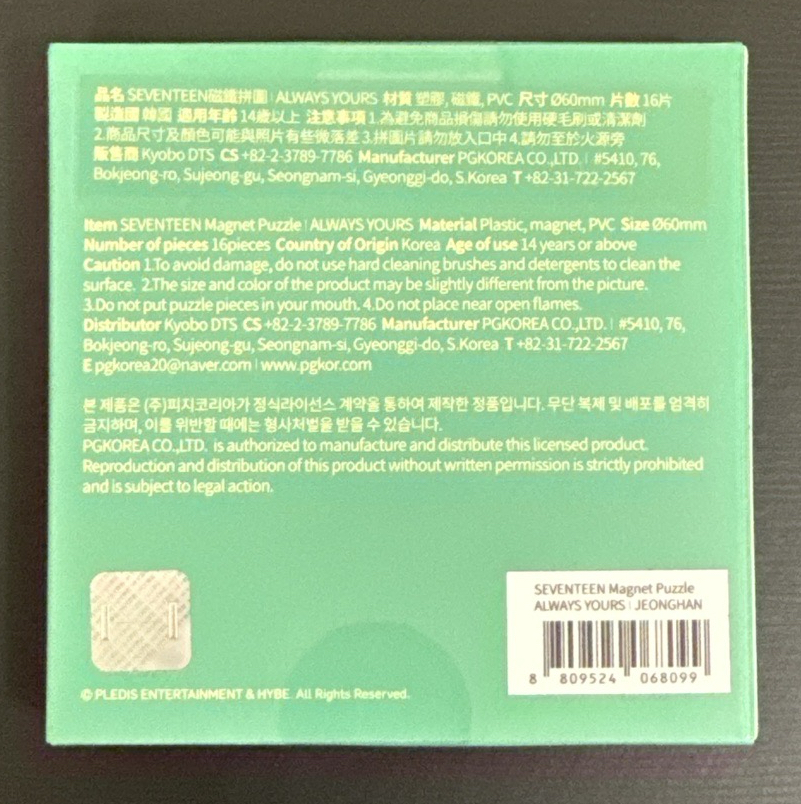 品名 SEVENTEEN磁鐵拼圖 | ALWAYS YOURS 材質 塑膠, 磁鐵, PVC 尺寸 Ø60mm 片數 16片
製造國 韓國 適用年齡 14歲以上 注意事項 1.為避免商品損傷請勿使用硬毛刷或清潔劑
2.商品尺寸及顏色可能與照片有些微落差 3.拼圖片請勿放入口中 4.請勿至於火源旁
販售商 Kyobo DTS CS +82-2-3789-7786 Manufacturer PGKOREA CO.,LTD. | #5410, 76,
Bokjeong-ro, Sujeong-gu, Seongnam-si, Gyeonggi-do, S.Korea T +82-31-722-2567
Item SEVENTEEN Magnet Puzzle | ALWAYS YOURS Material Plastic, magnet, PVC Size Ø60mm
Number of pieces 16pieces Country of Origin Korea Age of use 14 years or above
Caution 1.To avoid damage, do not use hard cleaning brushes and detergents to clean the
surface. 2.The size and color of the product may be slightly different from the picture.
3.Do not put puzzle pieces in your mouth. 4.Do not place near open flames.
Distributor Kyobo DTS CS +82-2-3789-7786 Manufacturer PGKOREA CO.,LTD. | #5410, 76,
Bokjeong-ro, Sujeong-gu, Seongnam-si, Gyeonggi-do, S.Korea T +82-31-722-2567
E pgkorea20@naver.com | www.pgkor.com
본 제품은 (주)피지코리아가 정식라이선스 계약을 통하여 제작한 정품입니다. 무단 복제 및 배포를 엄격히
금지하며, 이를 위반할 때에는 형사처벌을 받을 수 있습니다.
PGKOREA CO.,LTD. is authorized to manufacture and distribute this licensed product.
Reproduction and distribution of this product without written permission is strictly prohibited
and is subject to legal action.
SEVENTEEN Magnet Puzzle
ALWAYS YOURS | JEONGHAN
8 809524 068099
© PLEDIS ENTERTAINMENT & HYBE. All Rights Reserved.